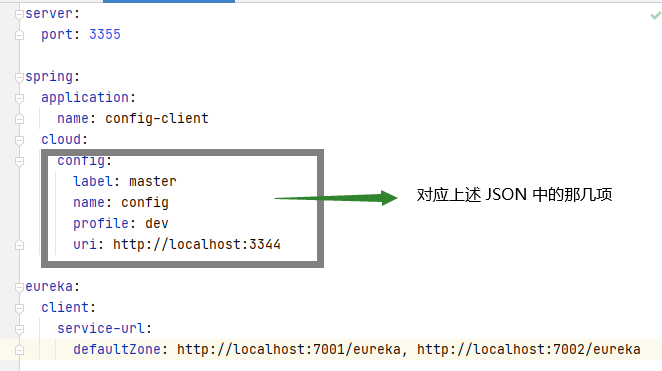 server:
  port: 3355
spring:
  application:
    name: config-client
  cloud:
    config:
      label: master
      name: config
      profile: dev
      uri: http://localhost:3344
对应上述 JSON 中的那几项
eureka:
  client:
    service-url:
      defaultZone: http://localhost:7001/eureka, http://localhost:7002/eureka